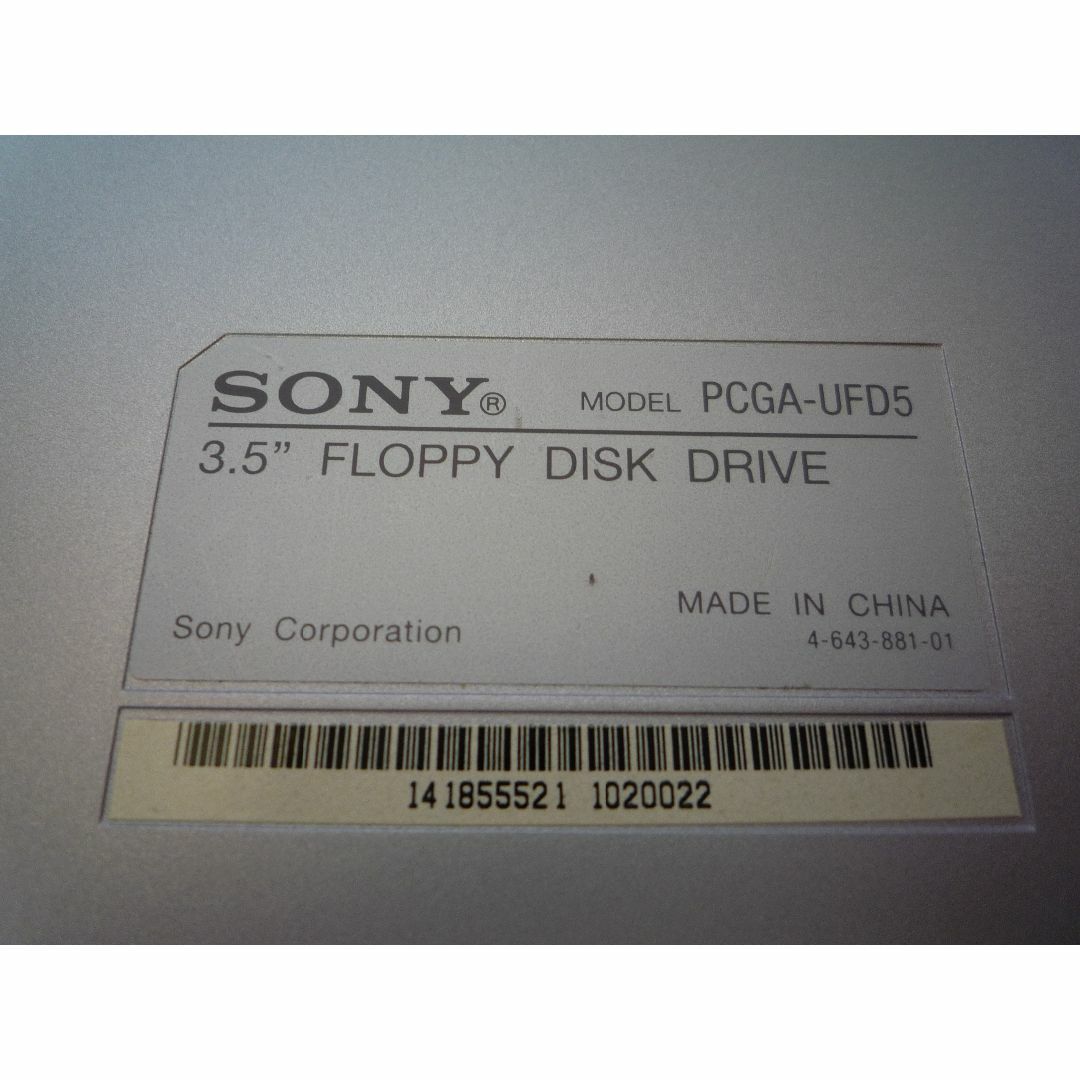 SONY® MODEL PCGA-UFD5
3.5” FLOPPY DISK DRIVE
MADE IN CHINA
Sony Corporation
4-643-881-01
141855521 1020022